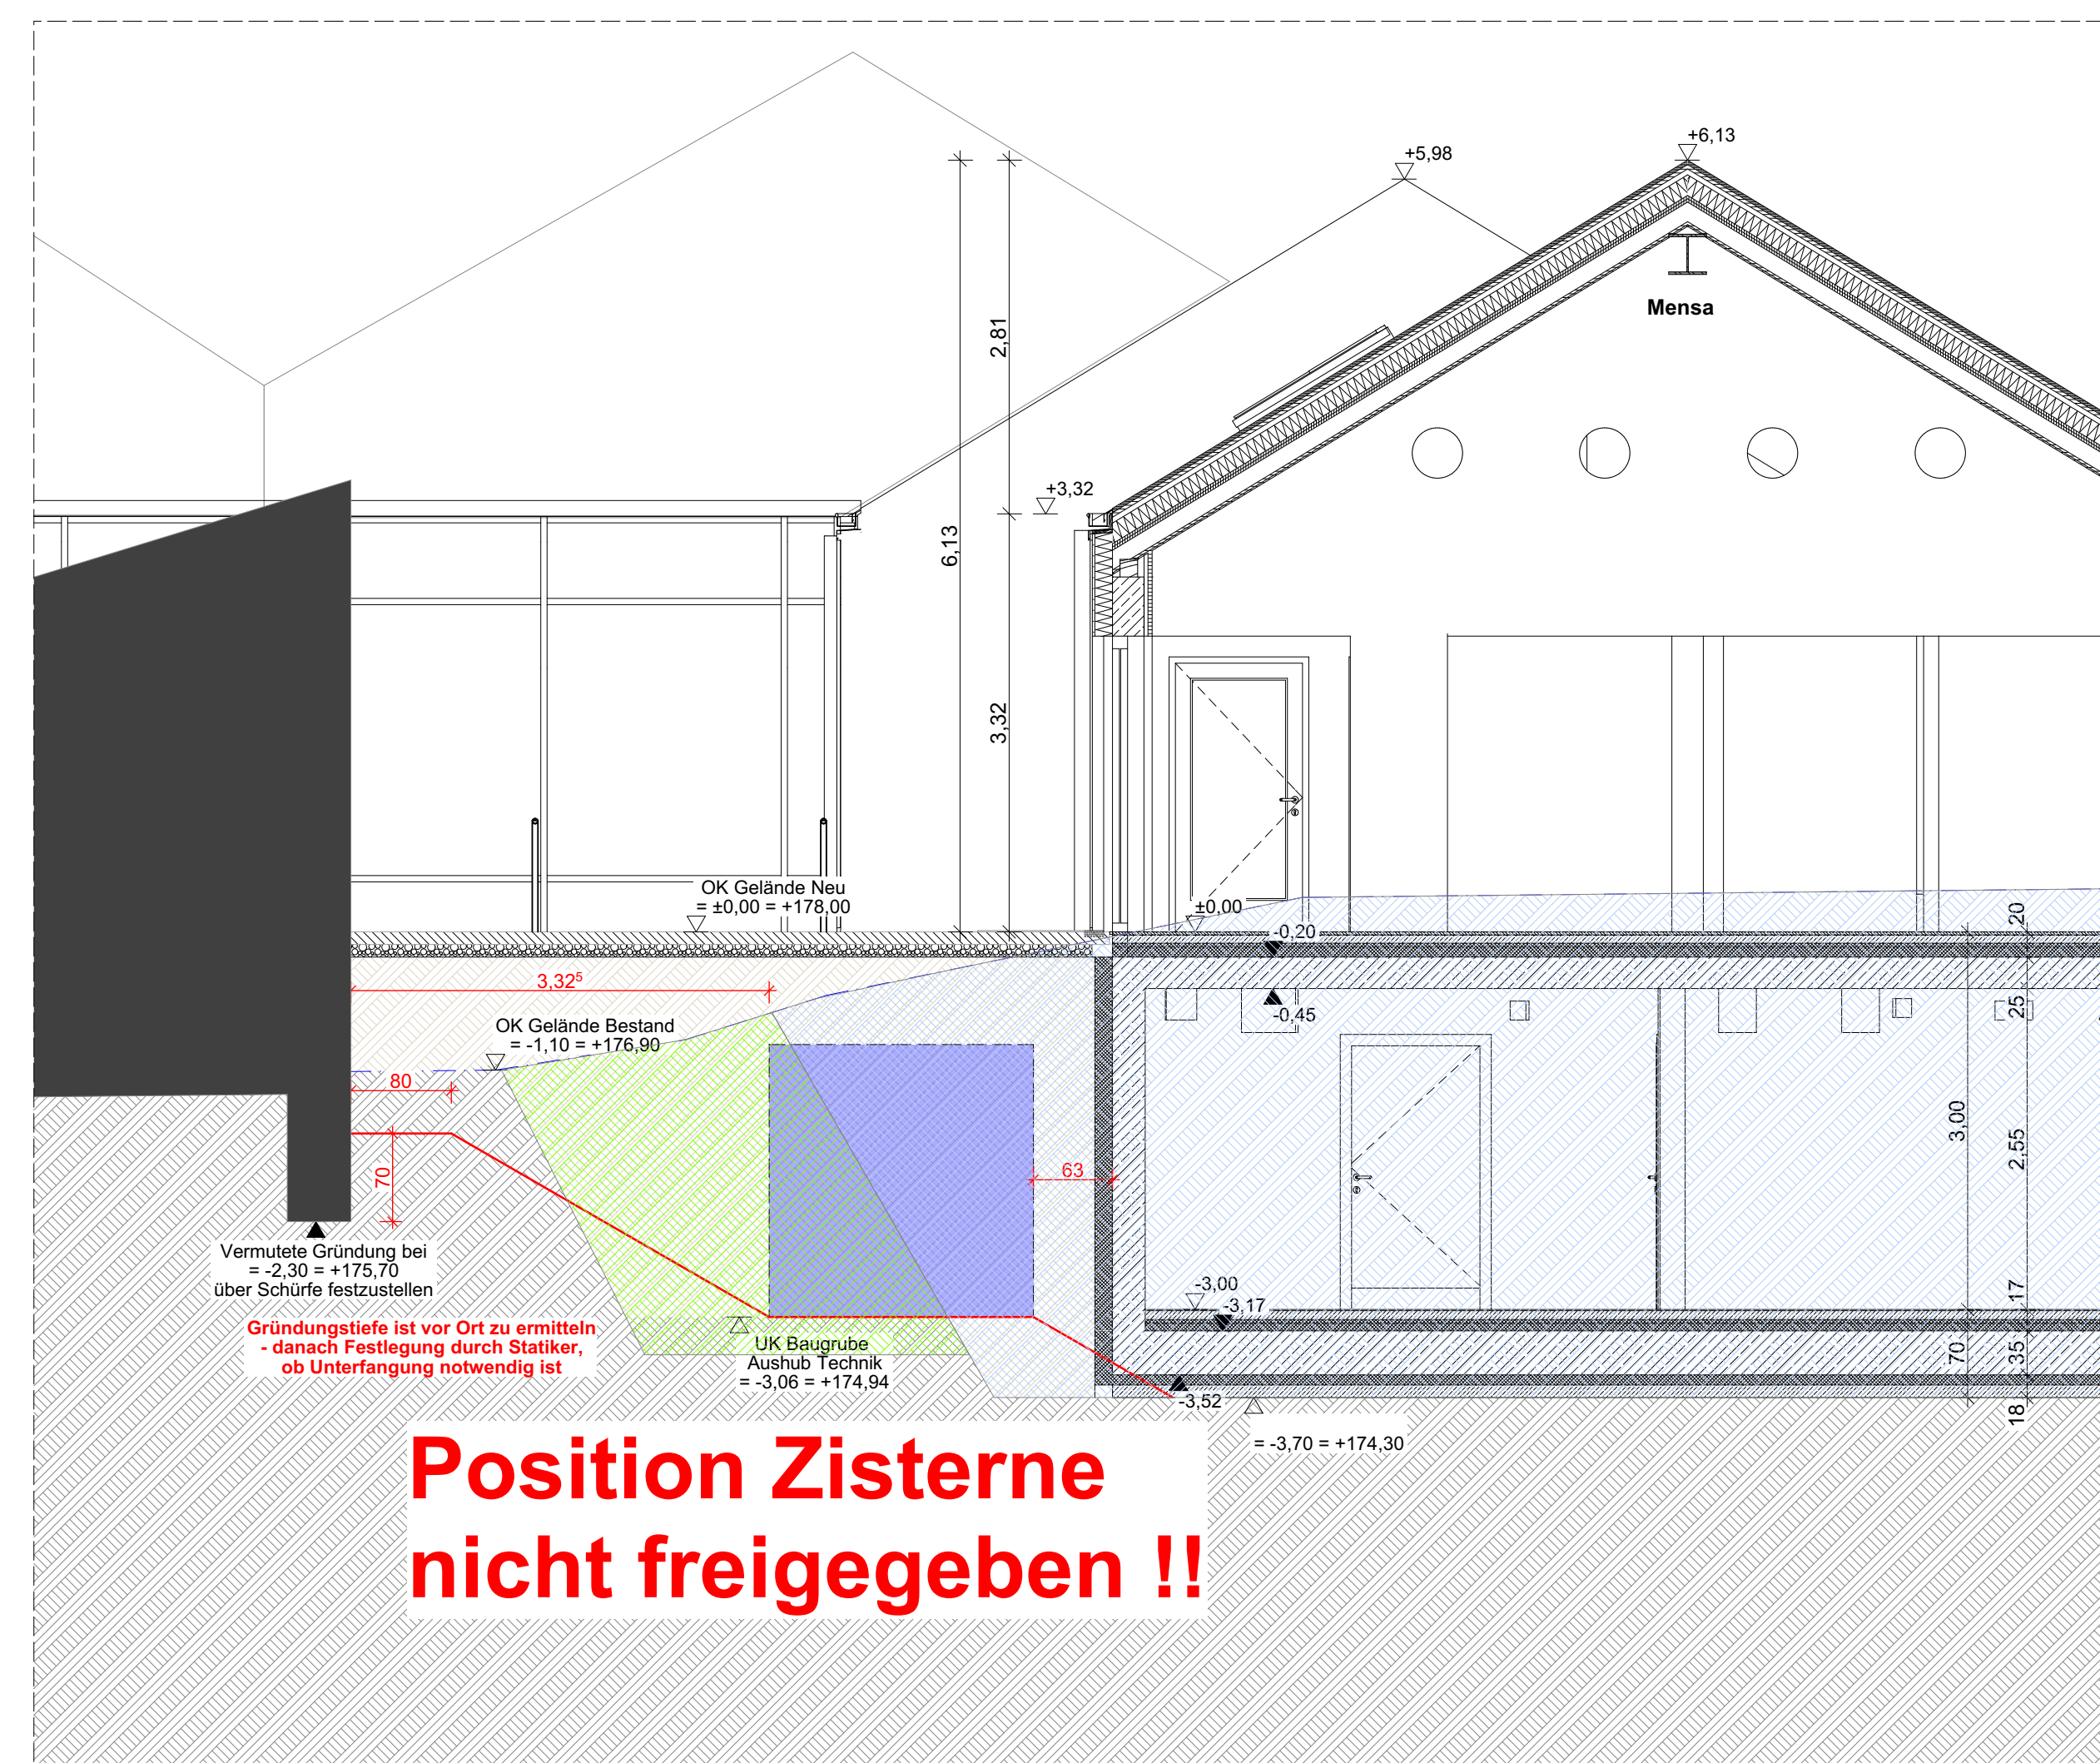 +6,13
+5,98
Mensa
2,81
+3,32
6,13
3,32
OK Gelände Neu
= ±0,00 = +178,00
±0,00
-0,20
20
3,32⁵
25
-0,45
OK Gelände Bestand
= -1,10 = +176,90
80
3,00
2,55
70
63
Vermutete Gründung bei
= -2,30 = +175,70
über Schürfe festzustellen
-3,00
-3,17
17
Gründungstiefe ist vor Ort zu ermitteln
- danach Festlegung durch Statiker,
ob Unterfangung notwendig ist
UK Baugrube
Aushub Technik
= -3,06 = +174,94
70
35
-3,52
18
= -3,70 = +174,30
Position Zisterne
nicht freigegeben !!